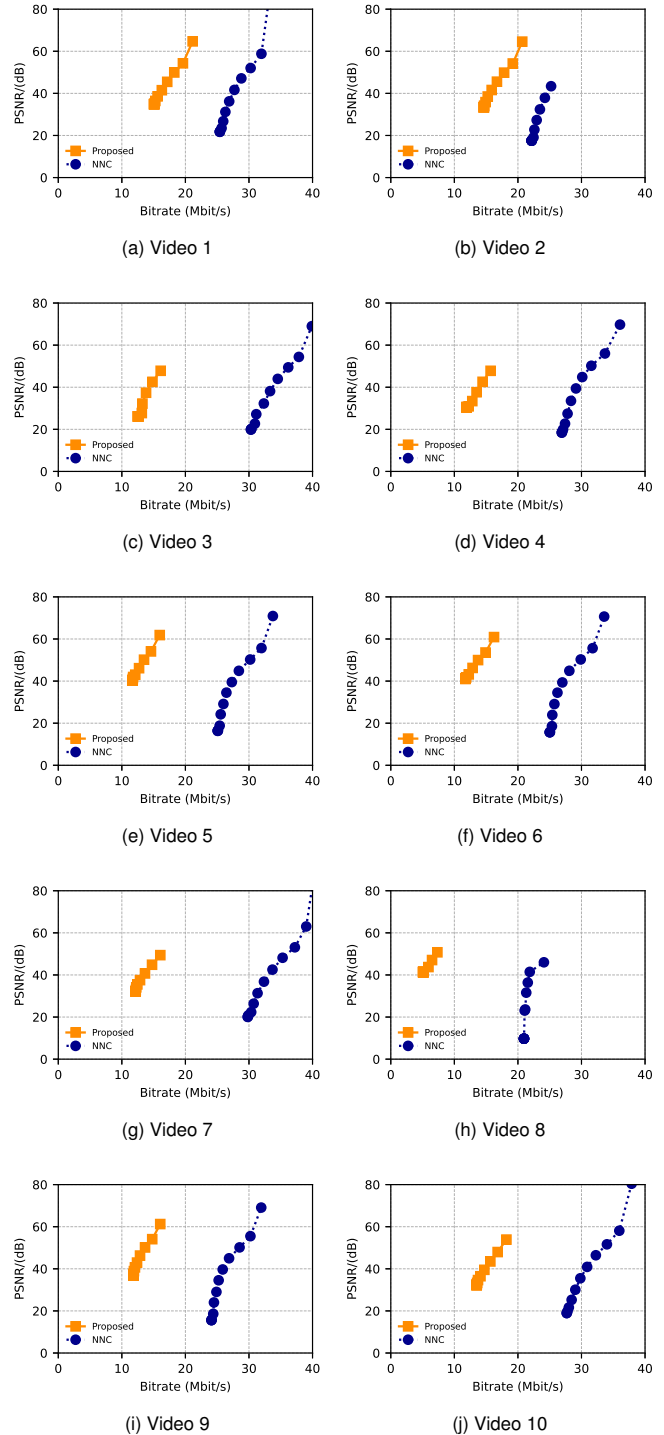 80
60
40
20
0
PSNR/(dB)
Proposed
NNC
0 10 20 30 40
Bitrate (Mbit/s)
(a) Video 1
80
60
40
20
0
PSNR/(dB)
Proposed
NNC
0 10 20 30 40
Bitrate (Mbit/s)
(b) Video 2
80
60
40
20
0
PSNR/(dB)
Proposed
NNC
0 10 20 30 40
Bitrate (Mbit/s)
(c) Video 3
80
60
40
20
0
PSNR/(dB)
Proposed
NNC
0 10 20 30 40
Bitrate (Mbit/s)
(d) Video 4
80
60
40
20
0
PSNR/(dB)
Proposed
NNC
0 10 20 30 40
Bitrate (Mbit/s)
(e) Video 5
80
60
40
20
0
PSNR/(dB)
Proposed
NNC
0 10 20 30 40
Bitrate (Mbit/s)
(f) Video 6
80
60
40
20
0
PSNR/(dB)
Proposed
NNC
0 10 20 30 40
Bitrate (Mbit/s)
(g) Video 7
80
60
40
20
0
PSNR/(dB)
Proposed
NNC
0 10 20 30 40
Bitrate (Mbit/s)
(h) Video 8
80
60
40
20
0
PSNR/(dB)
Proposed
NNC
0 10 20 30 40
Bitrate (Mbit/s)
(i) Video 9
80
60
40
20
0
PSNR/(dB)
Proposed
NNC
0 10 20 30 40
Bitrate (Mbit/s)
(j) Video 10